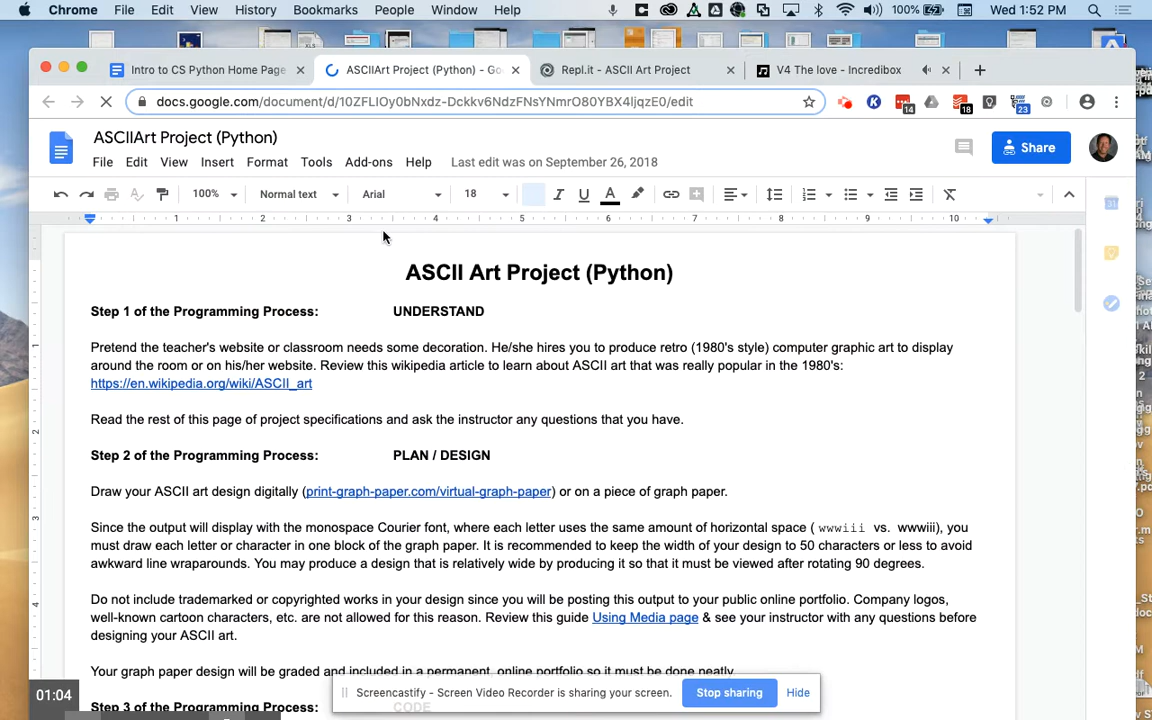 Chrome File Edit View History Bookmarks People Window Help 100% Wed 1:52 PM
Intro to CS Python Home Page
ASCIIArt Project (Python) - Go
Repl.it - ASCII Art Project
V4 The love - Incredibox
docs.google.com/document/d/10ZFLIOy0bNxdz-Dckkv6NdzFNsYNmrO80YBX4ljqzE0/edit
14 18 23
ASCIIArt Project (Python)
File Edit View Insert Format Tools Add-ons Help Last edit was on September 26, 2018
Share
100% Normal text Arial 18
1 2 3 4 5 6 7 8 9 10
ASCII Art Project (Python)
Step 1 of the Programming Process: UNDERSTAND
Pretend the teacher's website or classroom needs some decoration. He/she hires you to produce retro (1980's style) computer graphic art to display
around the room or on his/her website. Review this wikipedia article to learn about ASCII art that was really popular in the 1980's:
https://en.wikipedia.org/wiki/ASCII_art
Read the rest of this page of project specifications and ask the instructor any questions that you have.
Step 2 of the Programming Process: PLAN / DESIGN
Draw your ASCII art design digitally (print-graph-paper.com/virtual-graph-paper) or on a piece of graph paper.
Since the output will display with the monospace Courier font, where each letter uses the same amount of horizontal space ( wwwiii vs. wwwiii), you
must draw each letter or character in one block of the graph paper. It is recommended to keep the width of your design to 50 characters or less to avoid
awkward line wraparounds. You may produce a design that is relatively wide by producing it so that it must be viewed after rotating 90 degrees.
Do not include trademarked or copyrighted works in your design since you will be posting this output to your public online portfolio. Company logos,
well-known cartoon characters, etc. are not allowed for this reason. Review this guide Using Media page & see your instructor with any questions before
designing your ASCII art.
Your graph paper design will be graded and included in a permanent, online portfolio so it must be done neatly.
Step 3 of the Programming Process: CODE
Screencastify - Screen Video Recorder is sharing your screen. Stop sharing Hide
01:04